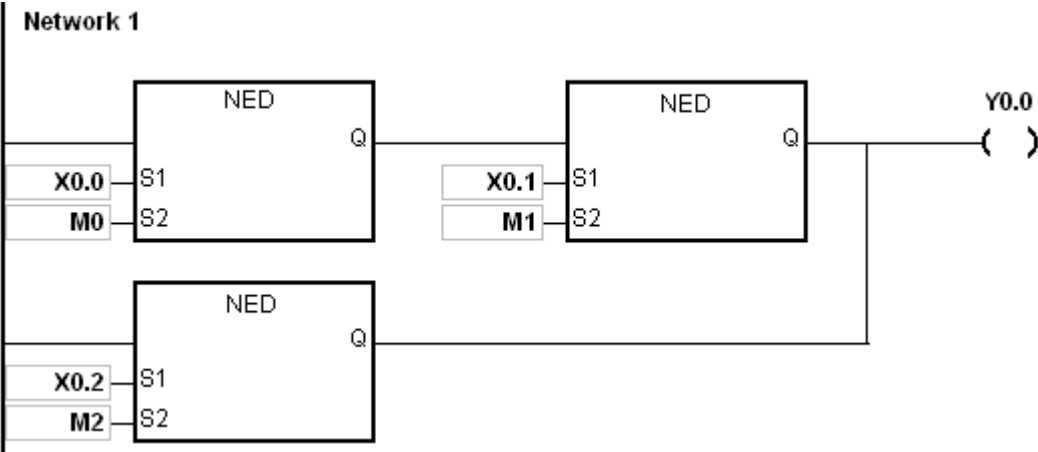 Network 1
NED
Q
X0.0
S1
M0
S2
NED
Q
X0.1
S1
M1
S2
Y0.0
NED
Q
X0.2
S1
M2
S2